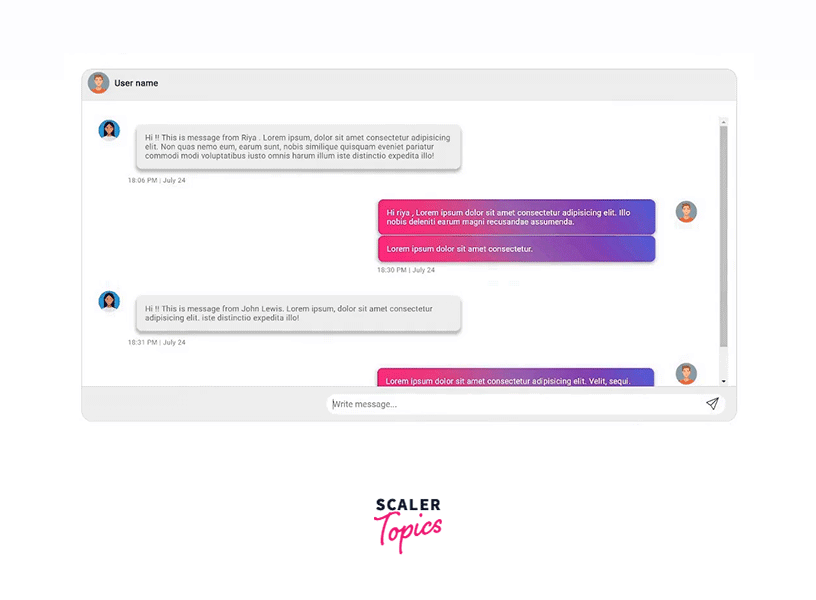 User name
Hi !! This is message from Riya . Lorem ipsum, dolor sit amet consectetur adipisicing
elit. Non quas nemo eum, earum sunt, nobis similique quisquam eveniet pariatur
commodi modi voluptatibus iusto omnis harum illum iste distinctio expedita illo!
18:06 PM | July 24
Hi riya , Lorem ipsum dolor sit amet consectetur adipisicing elit. Illo
nobis deleniti earum magni recusandae assumenda.
Lorem ipsum dolor sit amet consectetur.
18:30 PM | July 24
Hi !! This is message from John Lewis. Lorem ipsum, dolor sit amet consectetur
adipisicing elit. iste distinctio expedita illo!
18:31 PM | July 24
Lorem ipsum dolor sit amet consectetur adipisicing elit. Velit, sequi.
Write message...
SCALER
Topics